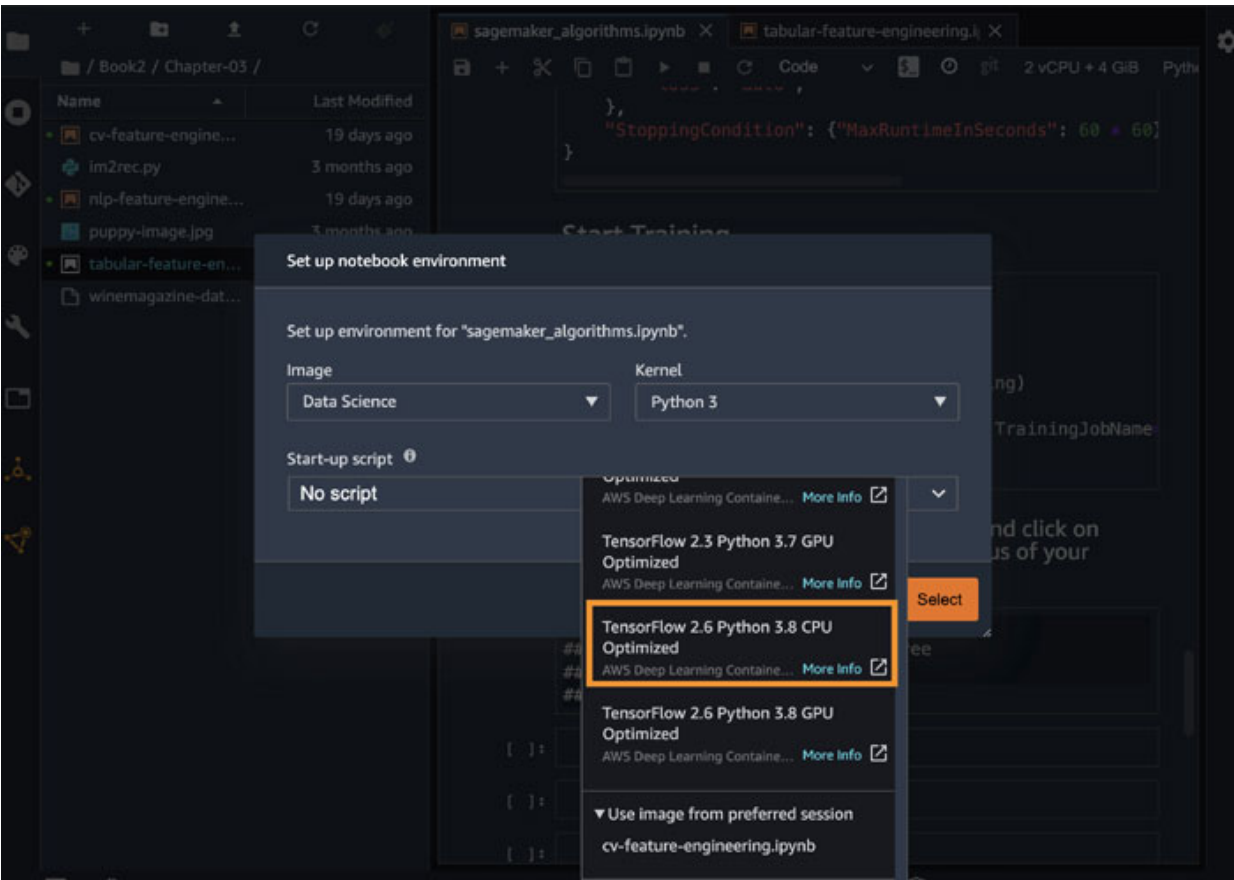 sagemaker_algorithms.ipynb
tabular-feature-engineering.i
/ Book2 / Chapter-03 /
Code
git
2 vCPU + 4 GiB
Name
Last Modified
cv-feature-engine...
19 days ago
im2rec.py
3 months ago
nlp-feature-engine...
19 days ago
puppy-image.jpg
3 months ago
tabular-feature-en...
winemagazine-dat...
},
"StoppingCondition": {"MaxRuntimeInSeconds": 60 * 60}
}
Start Training
Set up notebook environment
Set up environment for "sagemaker_algorithms.ipynb".
Image
Kernel
Data Science
Python 3
Start-up script
No script
Optimized
AWS Deep Learning Containe... More Info
TensorFlow 2.3 Python 3.7 GPU
Optimized
AWS Deep Learning Containe... More Info
TensorFlow 2.6 Python 3.8 CPU
Optimized
AWS Deep Learning Containe... More Info
TensorFlow 2.6 Python 3.8 GPU
Optimized
AWS Deep Learning Containe... More Info
Use image from preferred session
cv-feature-engineering.ipynb
Select
ng)
TrainingJobName
nd click on
us of your
ee
##
##
##
[ ]:
[ ]:
[ ]: